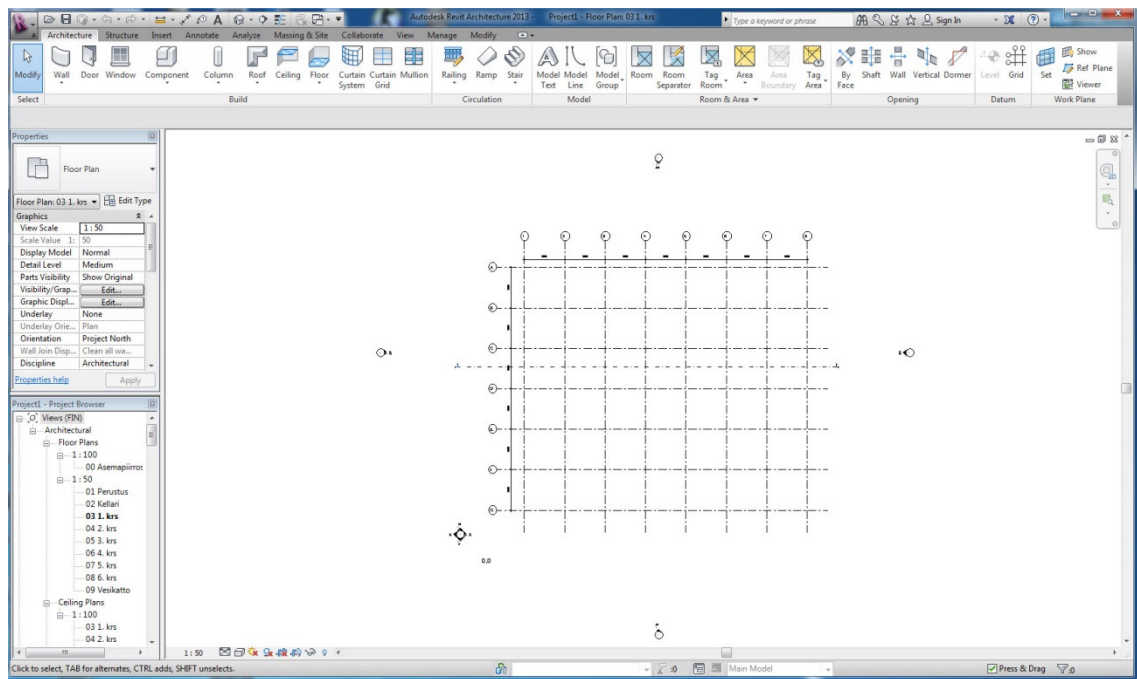 Autodesk Revit Architecture 2013 - Project1 - Floor Plan: 03 1. krs Type a keyword or phrase Sign In
Architecture Structure Insert Annotate Analyze Massing & Site Collaborate View Manage Modify
Modify Wall Door Window Component Column Roof Ceiling Floor Curtain System Curtain Grid Mullion Railing Ramp Stair Model Text Model Line Model Group Room Room Separator Tag Room Area Area Boundary Tag Area By Face Shaft Wall Vertical Dormer Level Grid Set Show Ref Plane Viewer
Select Build Circulation Model Room & Area Opening Datum Work Plane
Properties
Floor Plan
Floor Plan: 03 1. krs Edit Type
Graphics
View Scale 1 : 50
Scale Value 1: 50
Display Model Normal
Detail Level Medium
Parts Visibility Show Original
Visibility/Grap... Edit...
Graphic Displ... Edit...
Underlay None
Underlay Orie... Plan
Orientation Project North
Wall Join Disp... Clean all wa...
Discipline Architectural
Properties help Apply
Project1 - Project Browser
Views (FIN)
Architectural
Floor Plans
1 : 100
00 Asemapiirros
1 : 50
01 Perustus
02 Kellari
03 1. krs
04 2. krs
05 3. krs
06 4. krs
07 5. krs
08 6. krs
09 Vesikatto
Ceiling Plans
1 : 100
03 1. krs
04 2. krs
0,0
1 : 50
Click to select, TAB for alternates, CTRL adds, SHIFT unselects. :0 Main Model Press & Drag :0